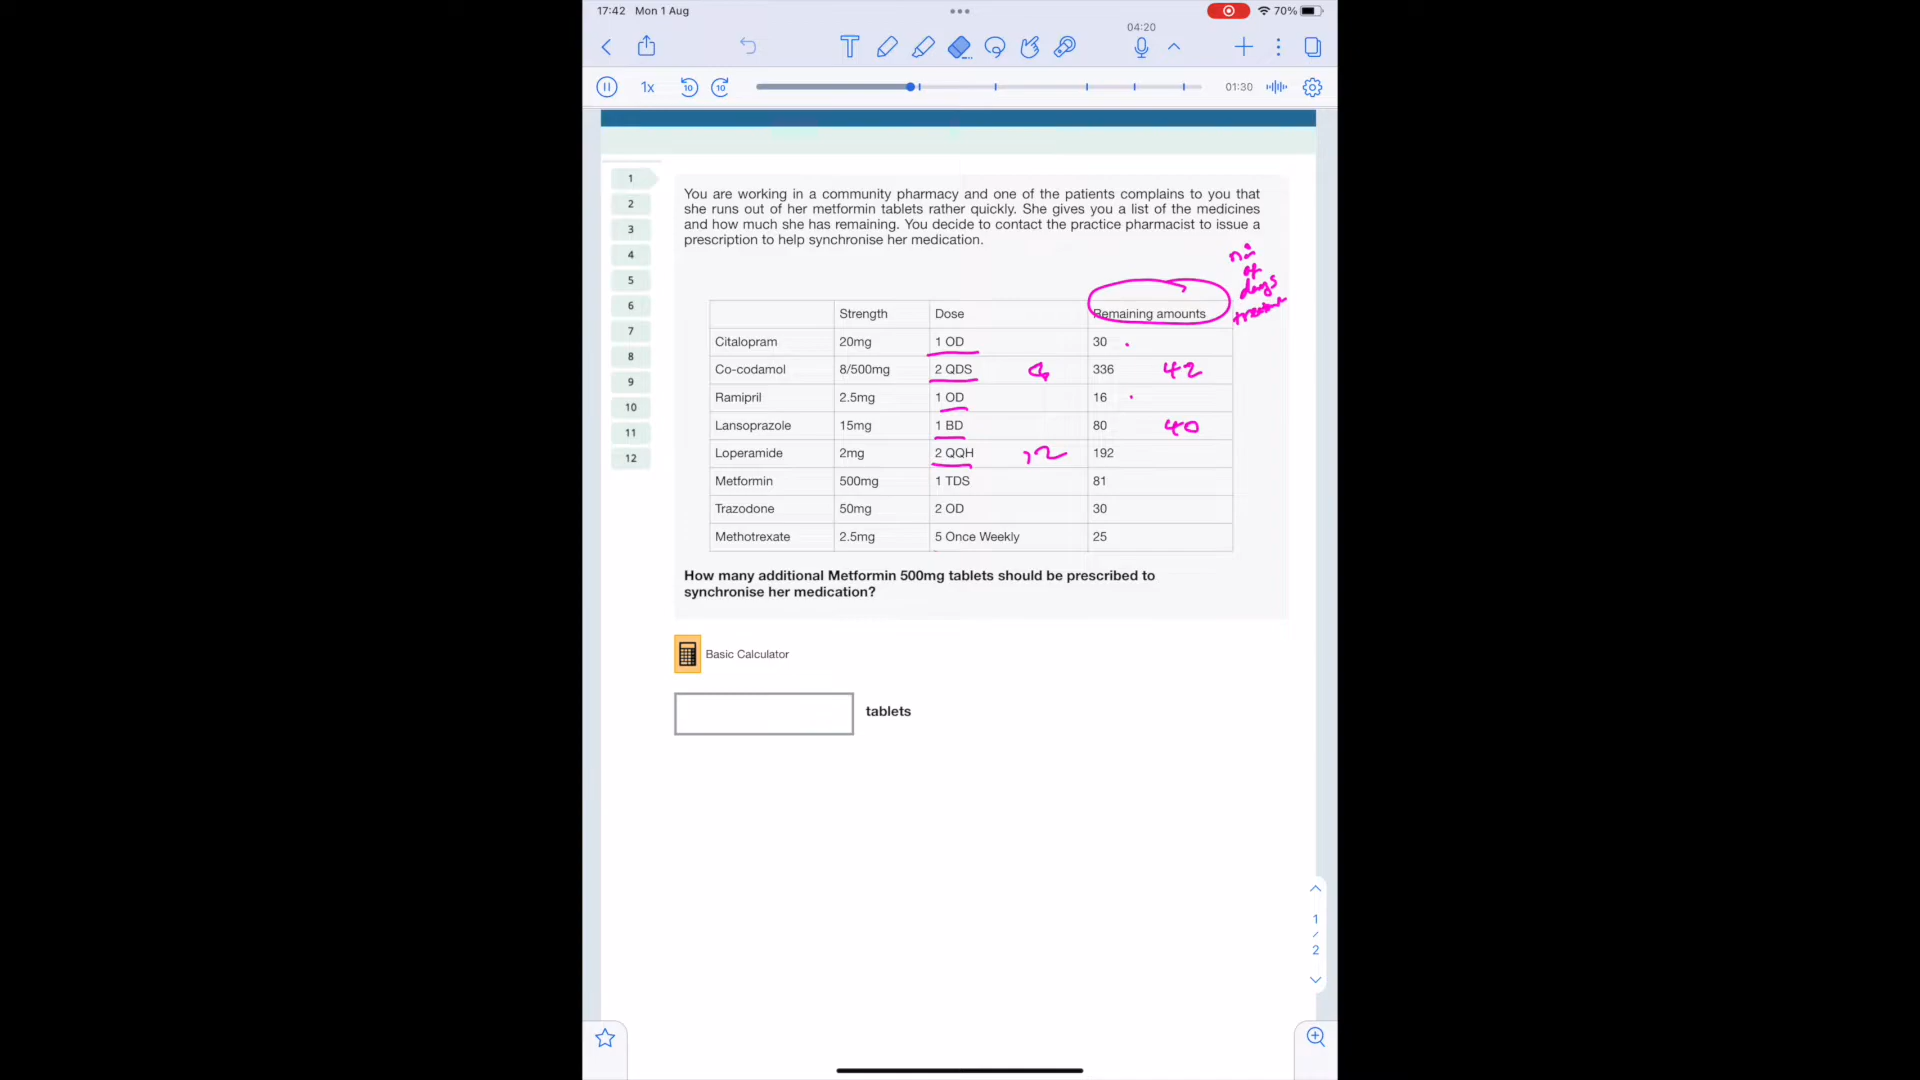 17:42 Mon 1 Aug
70%
04:20
1x
10
10
01:30
1
2
3
4
5
6
7
8
9
10
11
12
You are working in a community pharmacy and one of the patients complains to you that
she runs out of her metformin tablets rather quickly. She gives you a list of the medicines
and how much she has remaining. You decide to contact the practice pharmacist to issue a
prescription to help synchronise her medication.
of
days
Strength Dose Remaining amounts
Citalopram 20mg 1 OD 30
Co-codamol 8/500mg 2 QDS 336 42
Ramipril 2.5mg 1 OD 16
Lansoprazole 15mg 1 BD 80 40
Loperamide 2mg 2 QQH 192
Metformin 500mg 1 TDS 81
Trazodone 50mg 2 OD 30
Methotrexate 2.5mg 5 Once Weekly 25
How many additional Metformin 500mg tablets should be prescribed to
synchronise her medication?
Basic Calculator
tablets
1
/
2